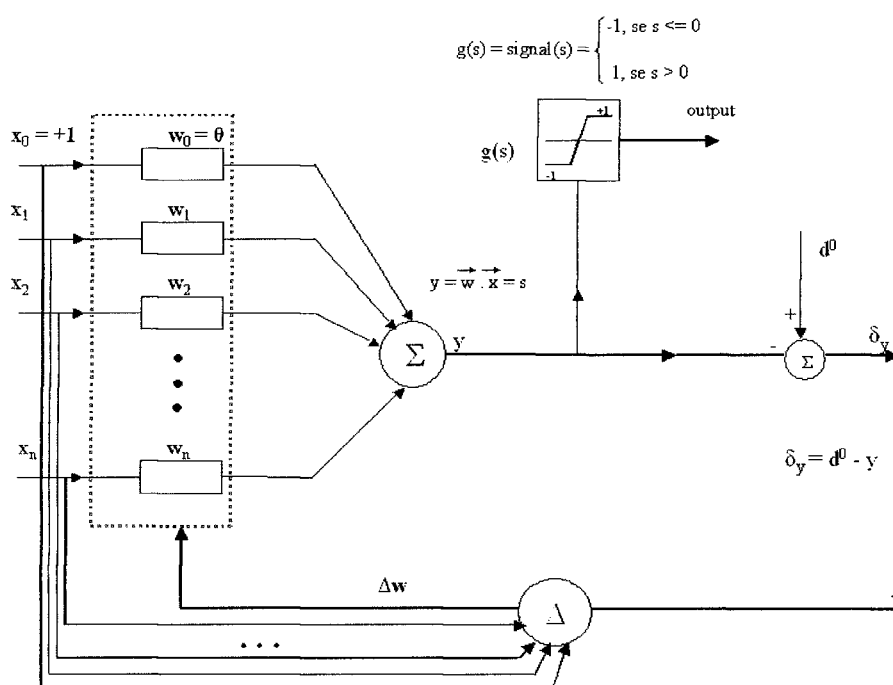 g(s) = signal(s) = { -1, se s <= 0
1, se s > 0
x₀ = +1
w₀ = θ
g(s)
+1
-1
output
x₁
w₁
x₂
w₂
y = w⃗ . x⃗ = s
d⁰
+
-
Σ
y
Σ
δy
• • •
xₙ
wₙ
δy = d⁰ - y
Δw
Δ
• • •